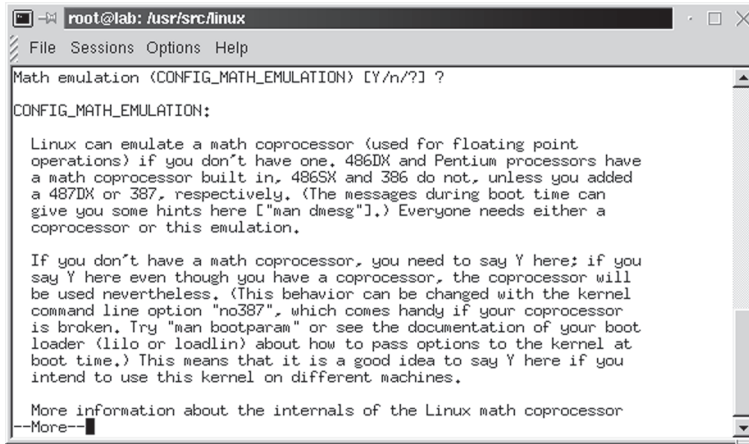 root@lab: /usr/src/linux
File Sessions Options Help
Math emulation (CONFIG_MATH_EMULATION) [Y/n/?] ?
CONFIG_MATH_EMULATION:
Linux can emulate a math coprocessor (used for floating point
operations) if you don´t have one. 486DX and Pentium processors have
a math coprocessor built in, 486SX and 386 do not, unless you added
a 487DX or 387, respectively. (The messages during boot time can
give you some hints here ["man dmesg"].) Everyone needs either a
coprocessor or this emulation.
If you don´t have a math coprocessor, you need to say Y here; if you
say Y here even though you have a coprocessor, the coprocessor will
be used nevertheless. (This behavior can be changed with the kernel
command line option "no387", which comes handy if your coprocessor
is broken. Try "man bootparam" or see the documentation of your boot
loader (lilo or loadlin) about how to pass options to the kernel at
boot time.) This means that it is a good idea to say Y here if you
intend to use this kernel on different machines.
More information about the internals of the Linux math coprocessor
--More--